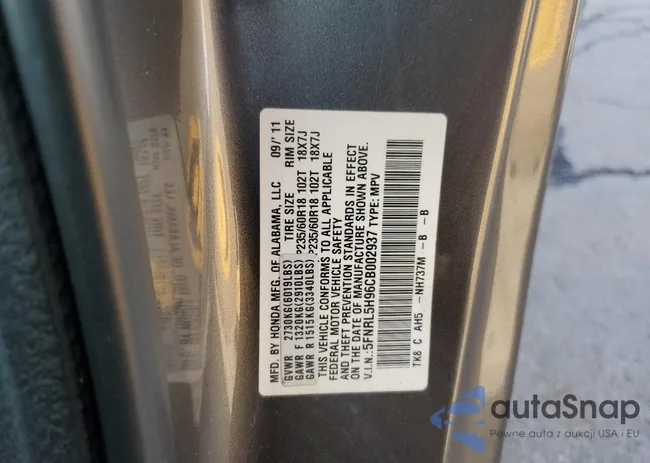 MFD. BY HONDA MFG. OF ALABAMA, LLC 09/'11
TIRE SIZE RIM SIZE
GVWR 2730KG(6019LBS)
GAWR F 1320KG(2910LBS) P235/60R18 102T 18X7J
GAWR R 1515KG(3340LBS) P235/60R18 102T 18X7J
THIS VEHICLE CONFORMS TO ALL APPLICABLE
FEDERAL MOTOR VEHICLE SAFETY
AND THEFT PREVENTION STANDARDS IN EFFECT
ON THE DATE OF MANUFACTURE SHOWN ABOVE.
V.I.N.:5FNRL5H96CB002937 TYPE: MPV
TK8 C AH5 -NH737M -B -B
autaSnap
Pewne auta z aukcji USA i EU